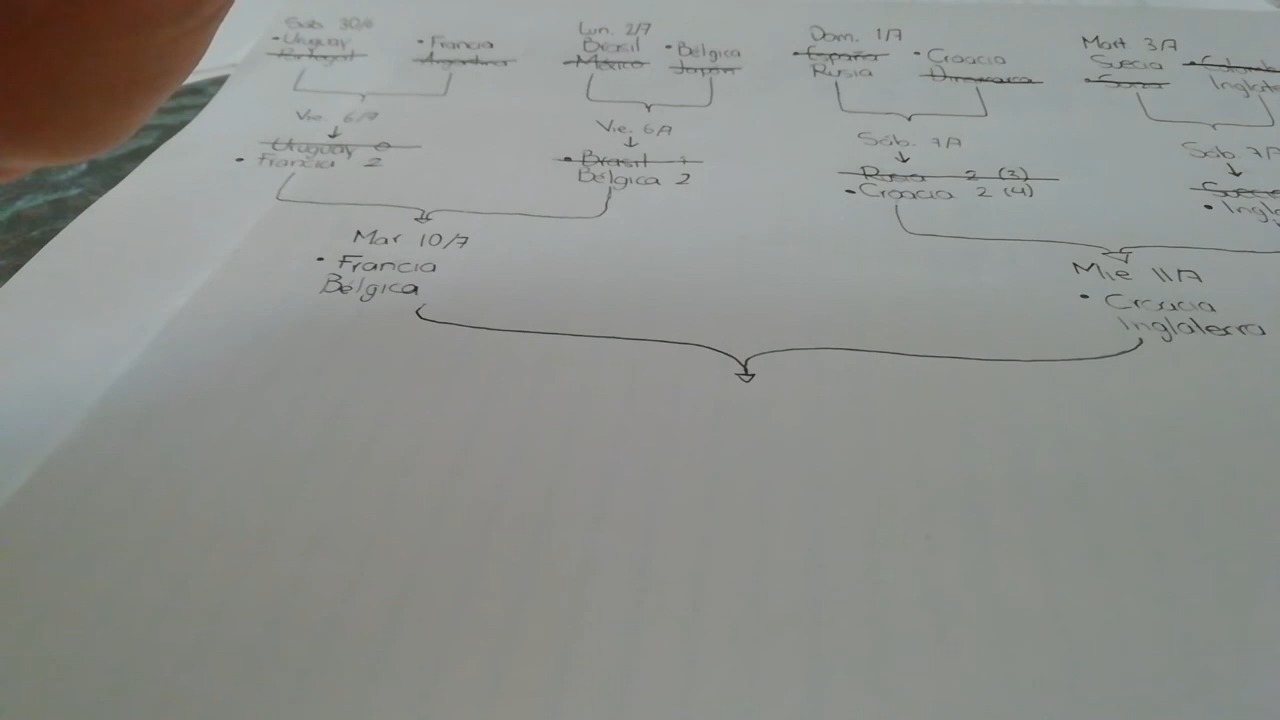 Sáb. 30/6
• Uruguay
Portugal
• Francia
Argentina
Lun. 2/7
Brasil
México
• Bélgica
Japón
Dom. 1/7
• España
Rusia
• Croacia
Dinamarca
Mart. 3/7
Suecia
Vie. 6/7
Uruguay 0
• Francia 2
Vie. 6/7
• Brasil 1
Bélgica 2
Sáb. 7/7
Rusia 2 (3)
• Croacia 2 (4)
Sáb 7/7
Mar 10/7
• Francia
Bélgica
Mie 11/7
• Croacia
Inglaterra